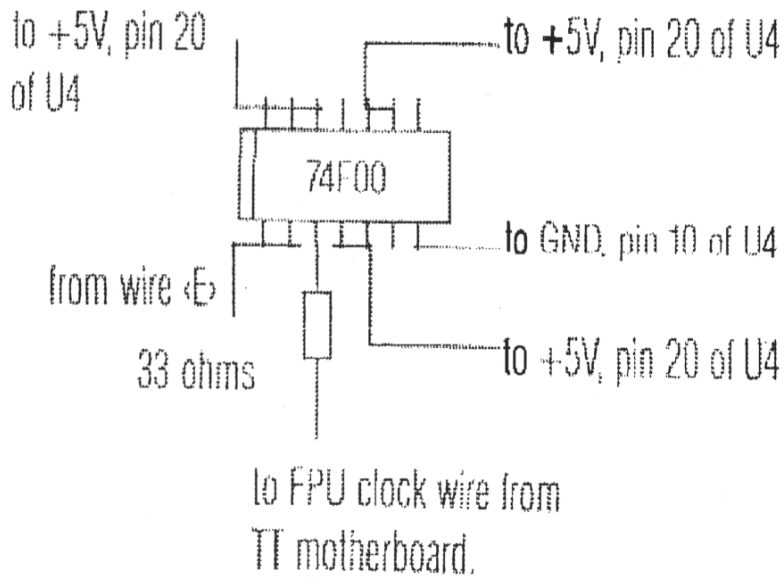 to +5V, pin 20
of U4
to +5V, pin 20 of U4
74F00
to GND, pin 10 of U4
from wire <E>
33 ohms
to +5V, pin 20 of U4
to FPU clock wire from
TT motherboard.